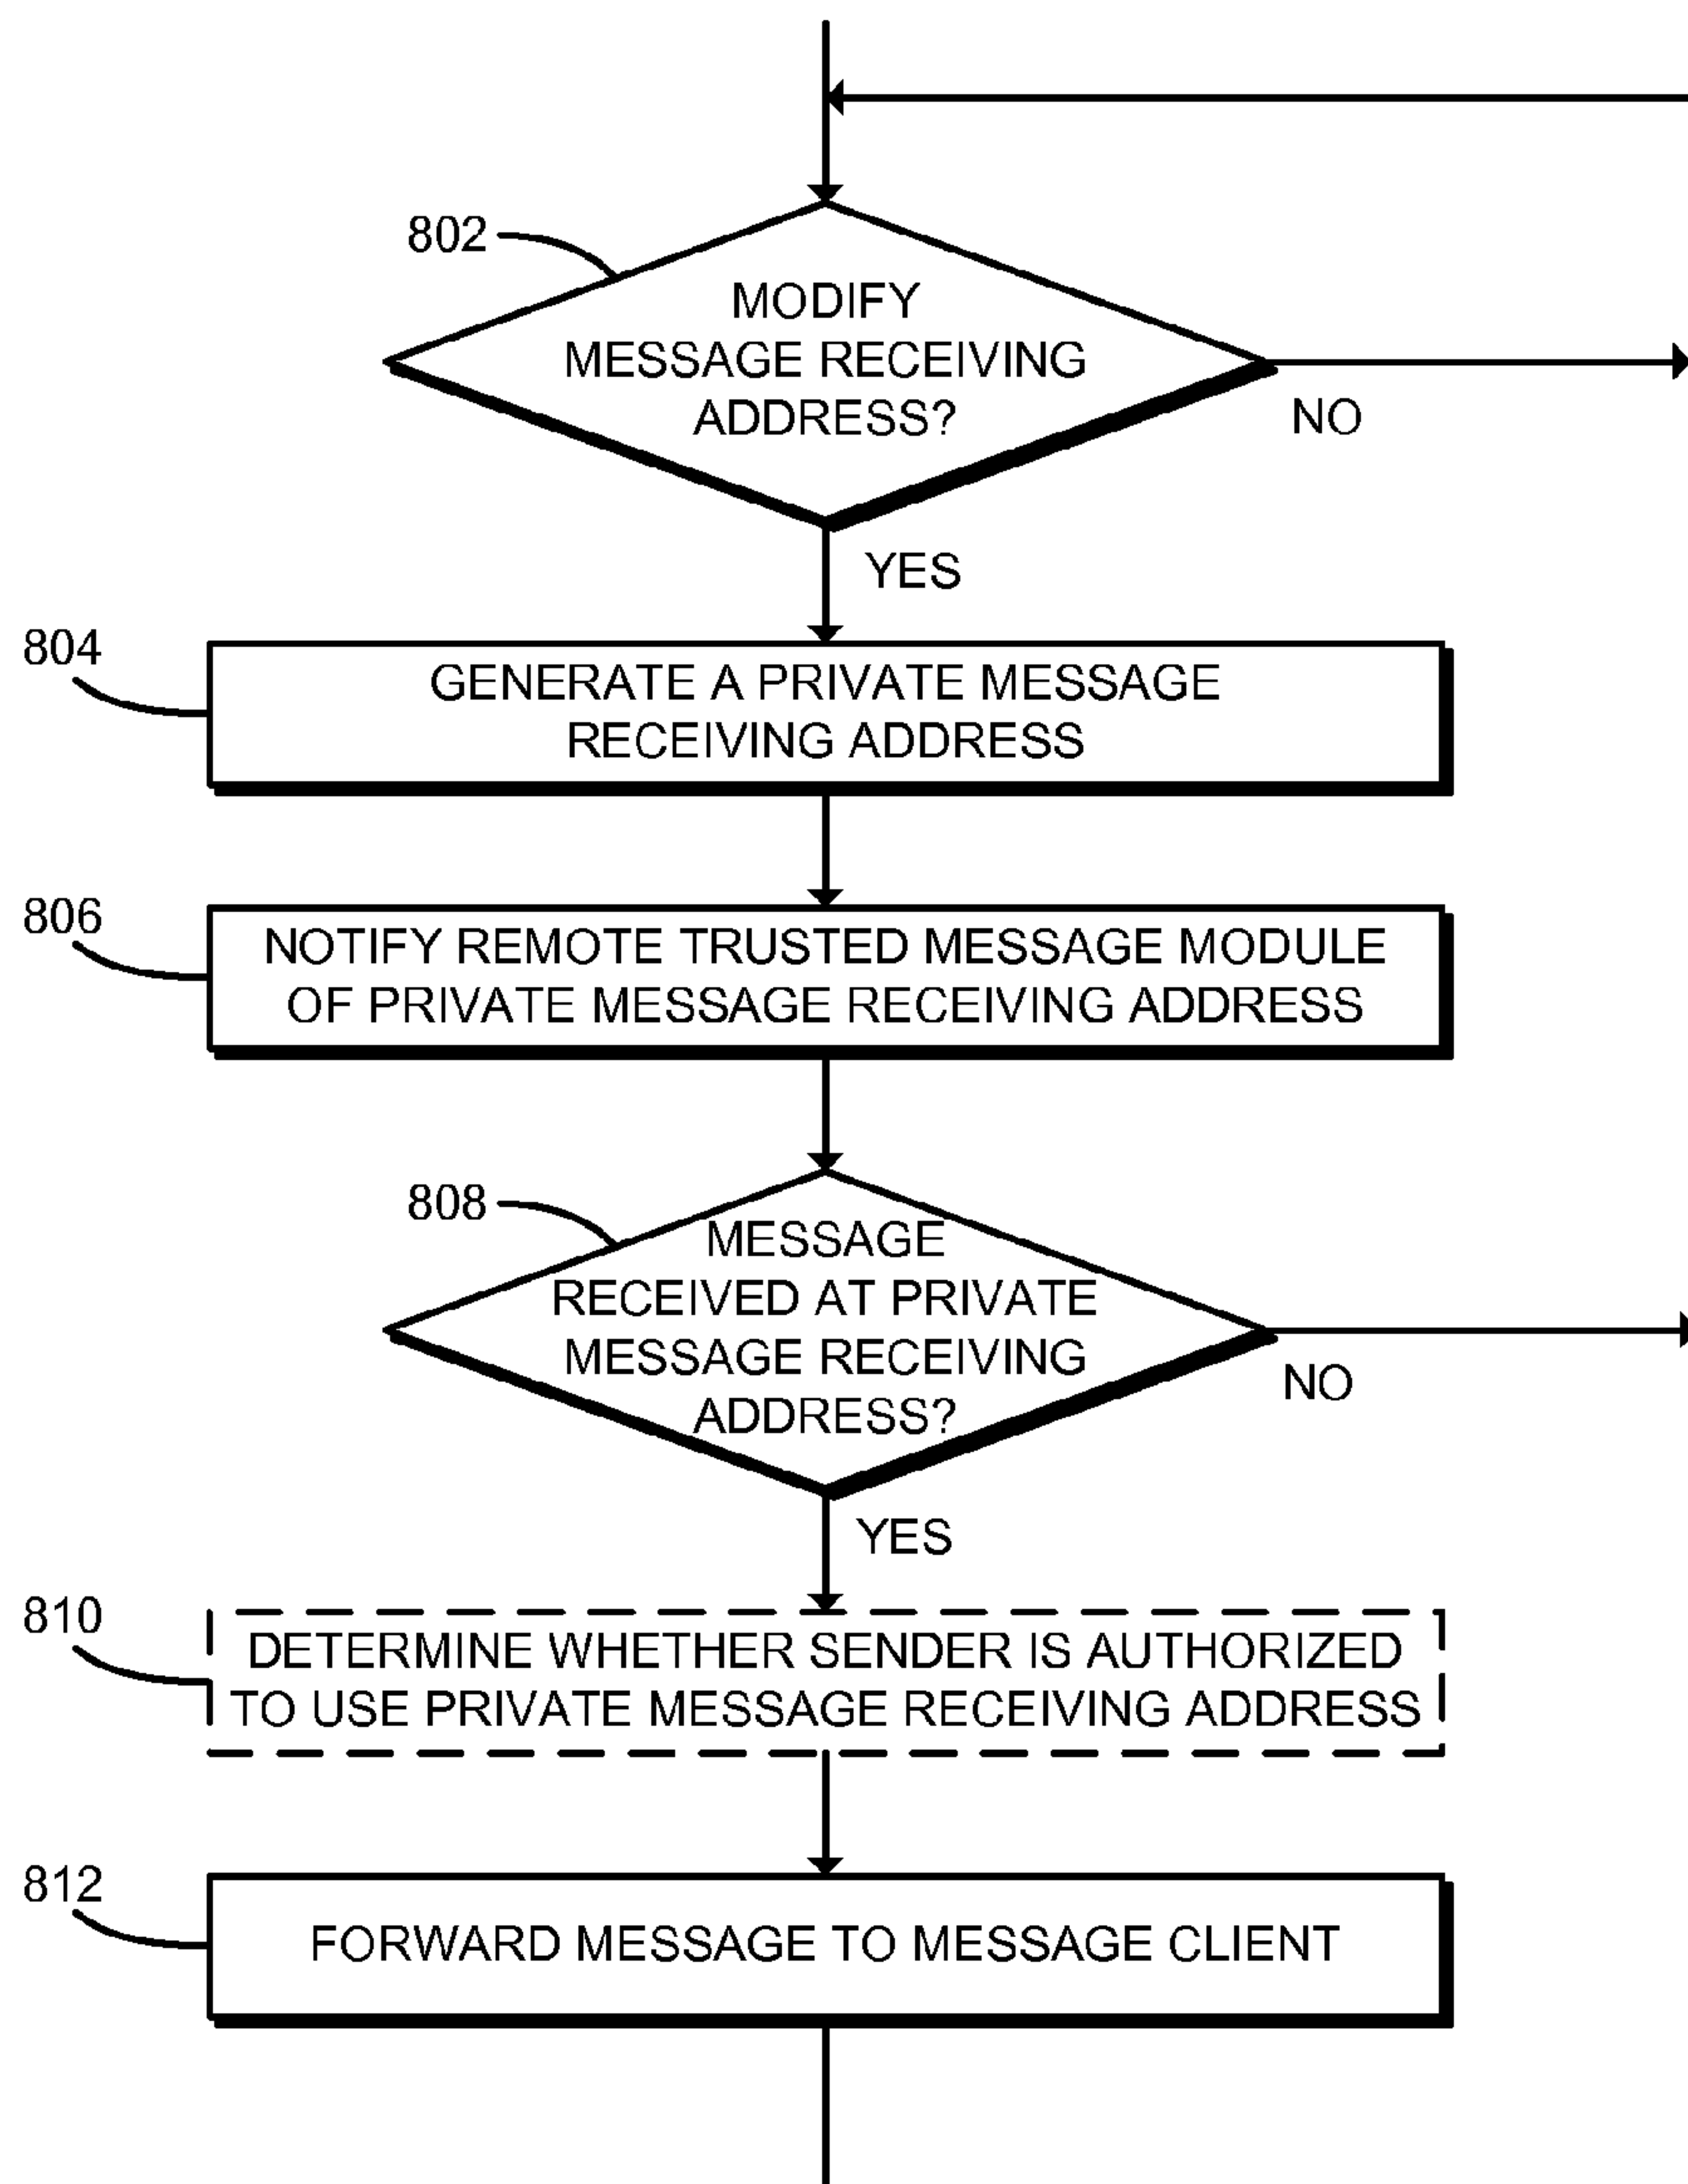 802
MODIFY
MESSAGE RECEIVING
ADDRESS?
NO
YES
804
GENERATE A PRIVATE MESSAGE
RECEIVING ADDRESS
806
NOTIFY REMOTE TRUSTED MESSAGE MODULE
OF PRIVATE MESSAGE RECEIVING ADDRESS
808
MESSAGE
RECEIVED AT PRIVATE
MESSAGE RECEIVING
ADDRESS?
NO
YES
810
DETERMINE WHETHER SENDER IS AUTHORIZED
TO USE PRIVATE MESSAGE RECEIVING ADDRESS
812
FORWARD MESSAGE TO MESSAGE CLIENT